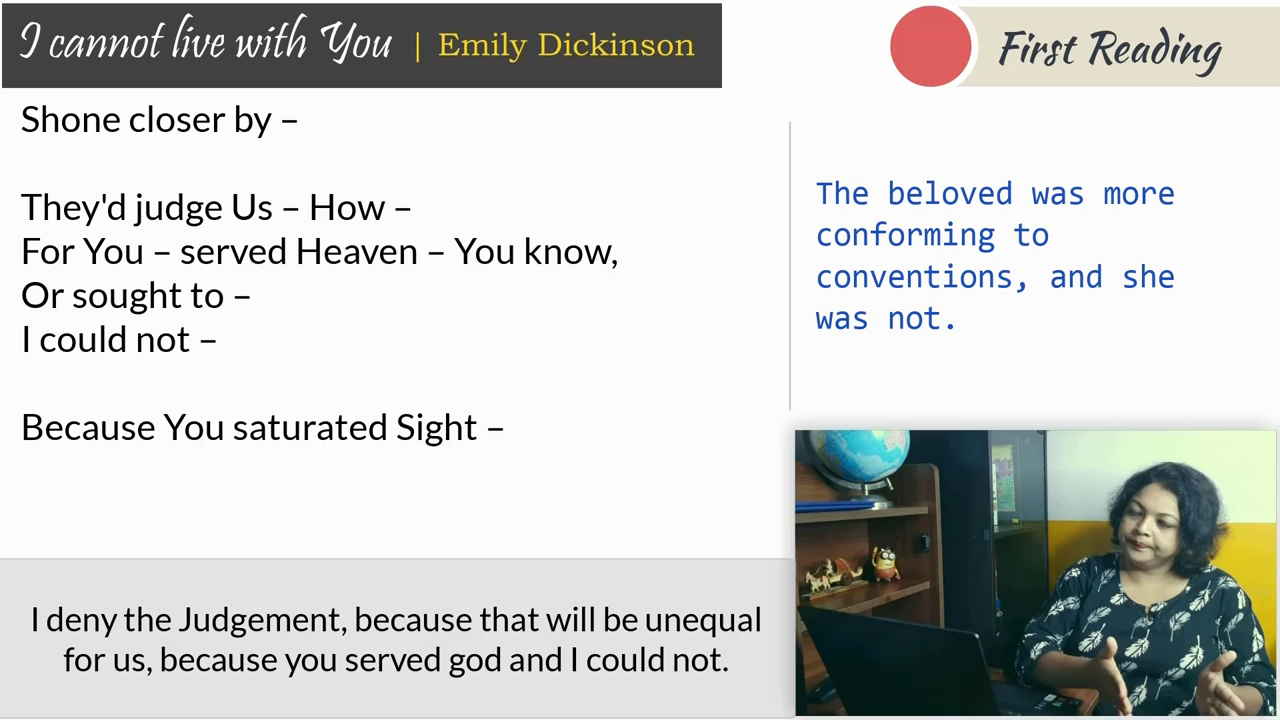 I cannot live with You | Emily Dickinson
First Reading
Shone closer by –
They'd judge Us – How –
For You – served Heaven – You know,
Or sought to –
I could not –
Because You saturated Sight –
The beloved was more
conforming to
conventions, and she
was not.
I deny the Judgement, because that will be unequal
for us, because you served god and I could not.